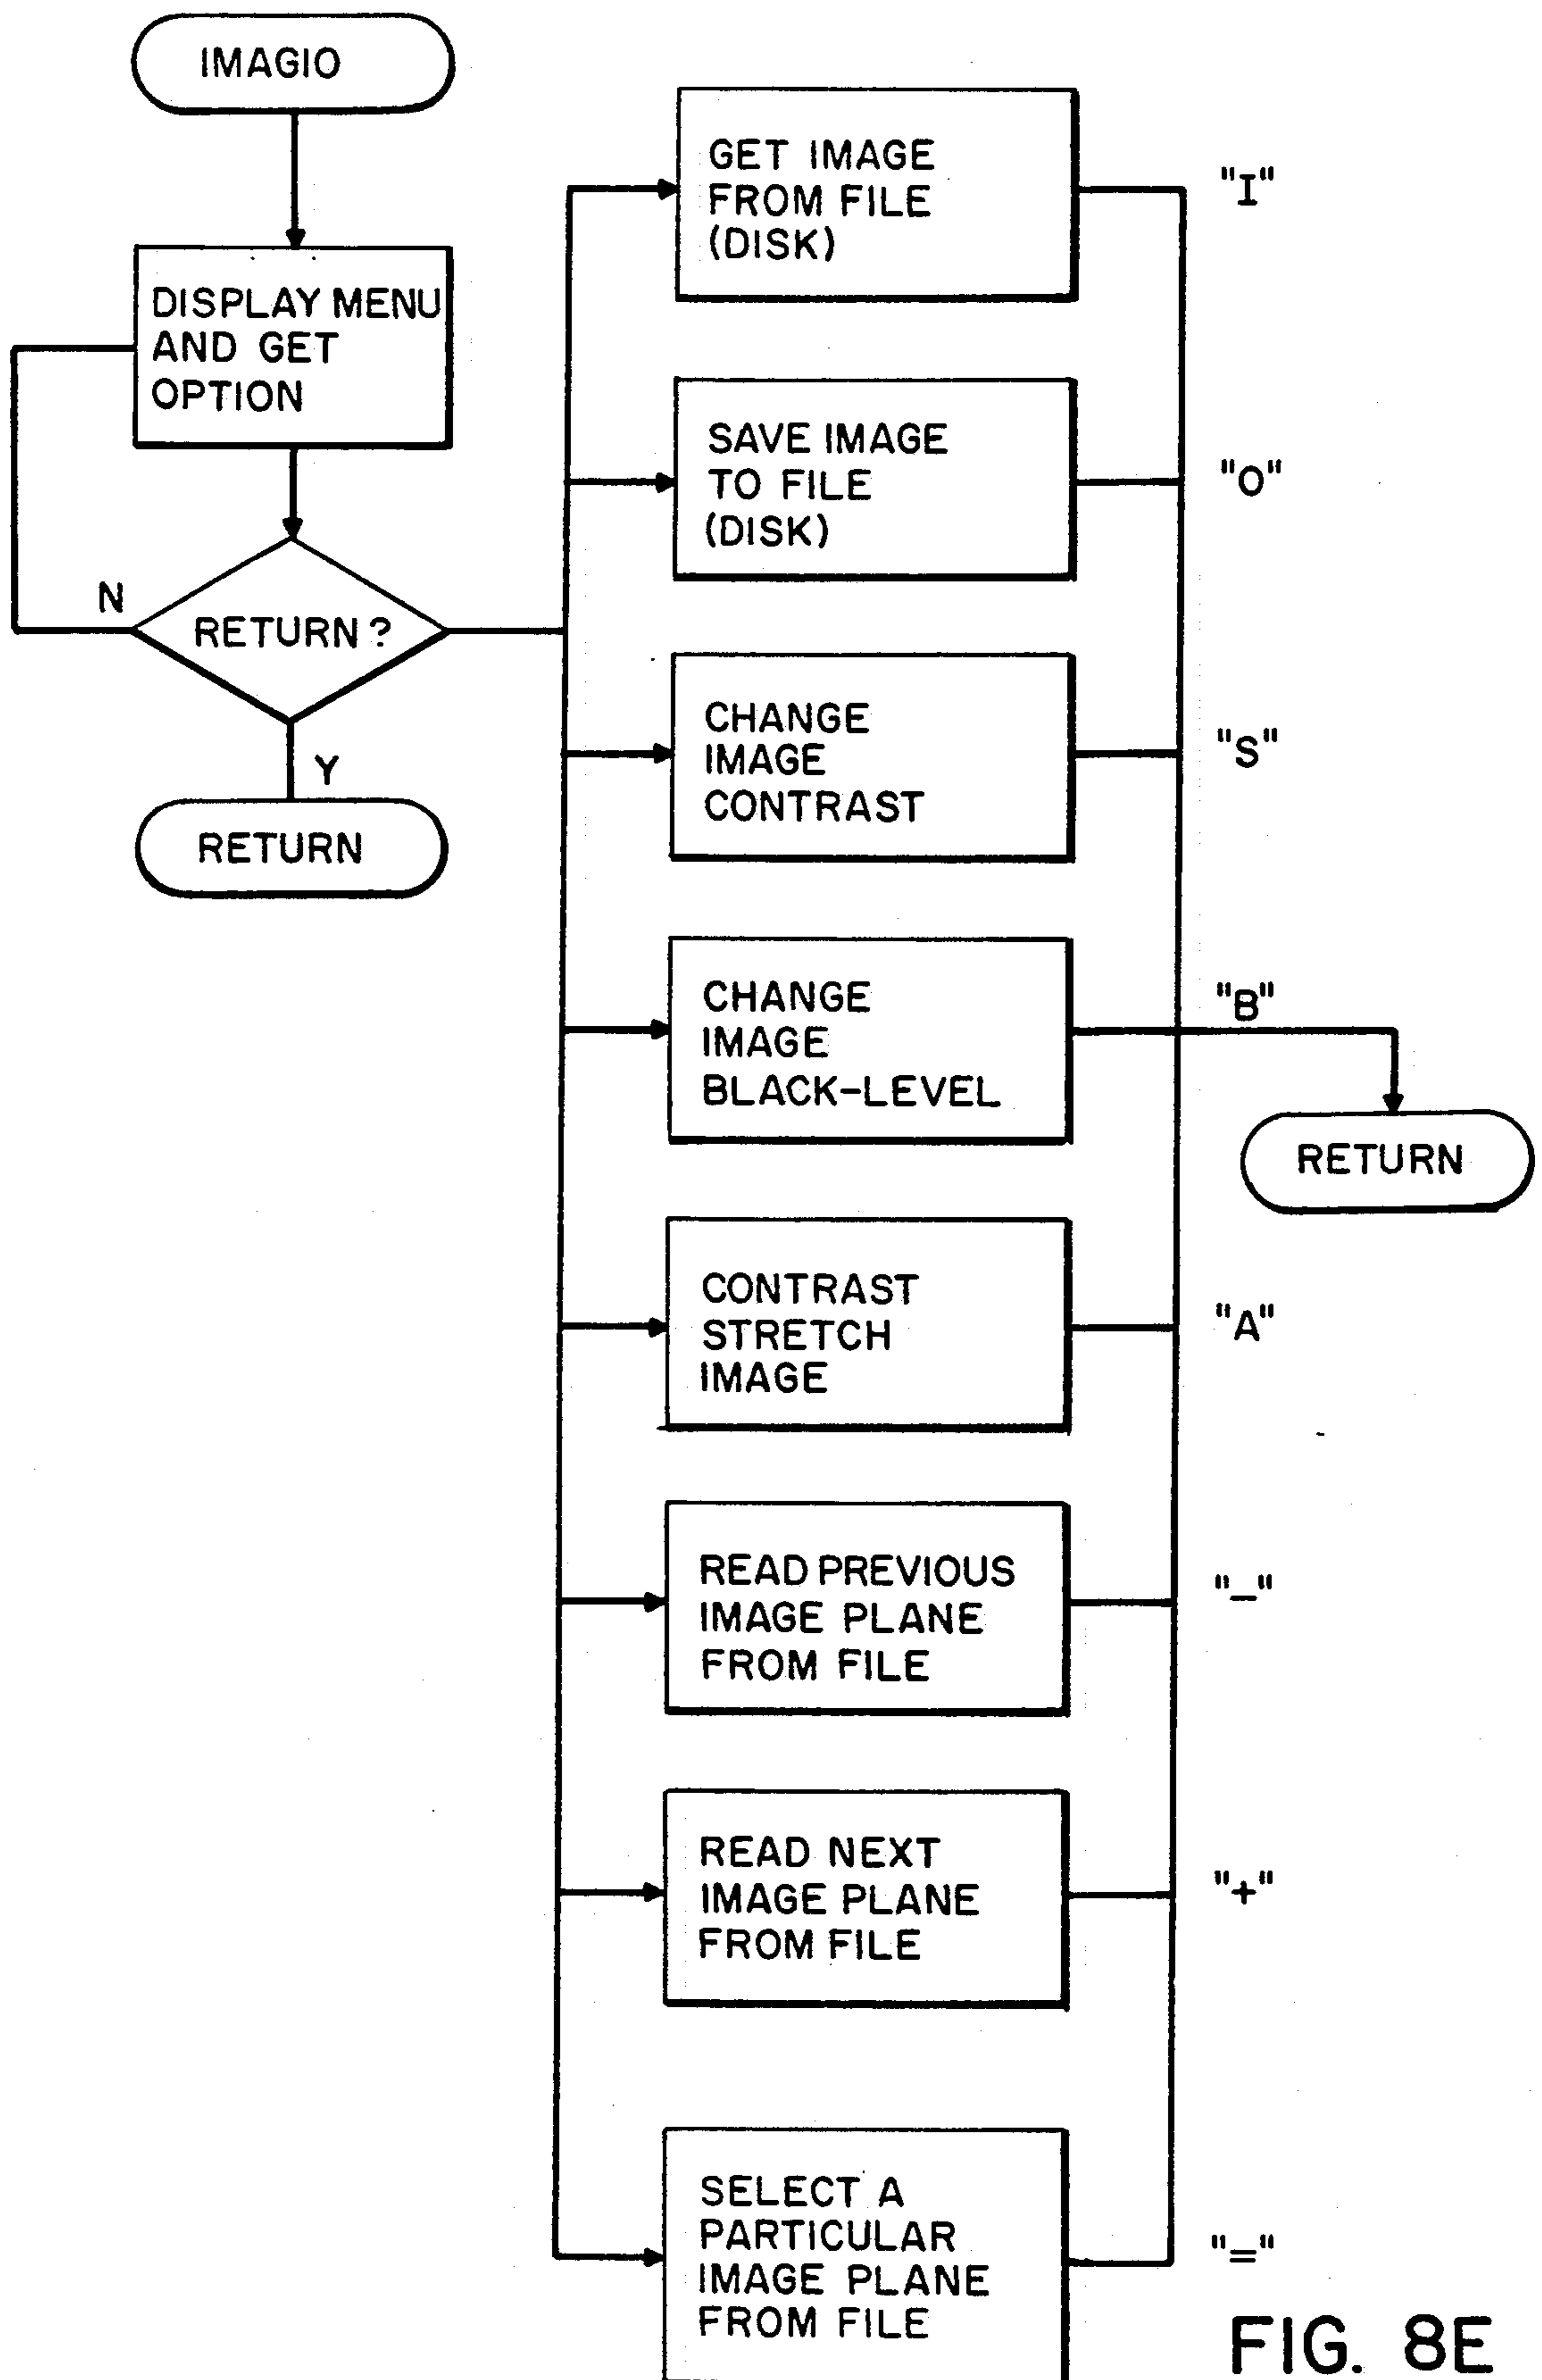 IMAGIO
DISPLAY MENU
AND GET
OPTION
N
RETURN ?
Y
RETURN
GET IMAGE
FROM FILE
(DISK)
"I"
SAVE IMAGE
TO FILE
(DISK)
"O"
CHANGE
IMAGE
CONTRAST
"S"
CHANGE
IMAGE
BLACK-LEVEL
"B"
RETURN
CONTRAST
STRETCH
IMAGE
"A"
READ PREVIOUS
IMAGE PLANE
FROM FILE
"-"
READ NEXT
IMAGE PLANE
FROM FILE
"+"
SELECT A
PARTICULAR
IMAGE PLANE
FROM FILE
"="
FIG. 8E